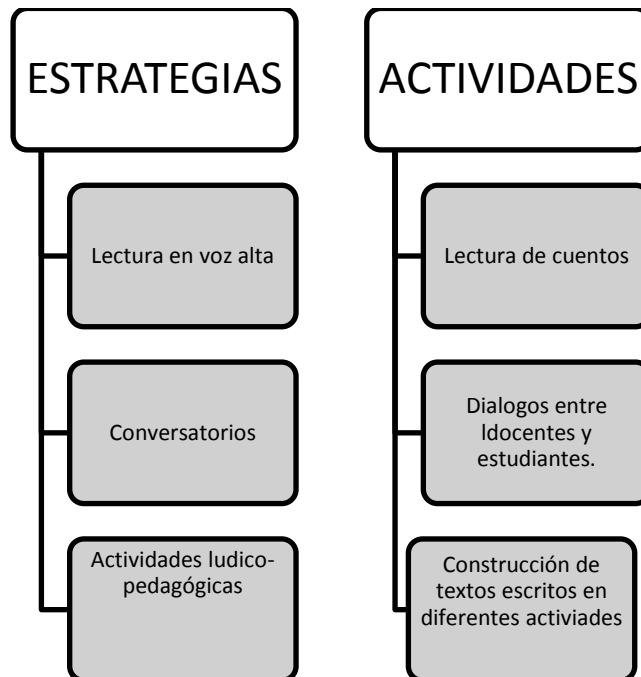 ESTRATEGIAS
Lectura en voz alta
Conversatorios
Actividades ludico-
pedagógicas
ACTIVIDADES
Lectura de cuentos
Dialogos entre
ldocentes y
estudiantes.
Construcción de
textos escritos en
diferentes activiades